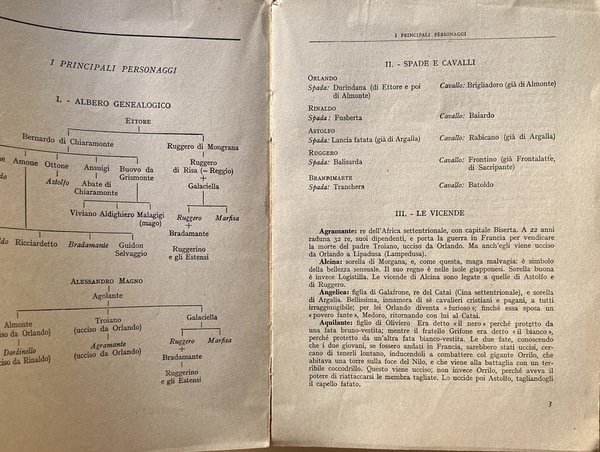 I PRINCIPALI PERSONAGGI
I. - ALBERO GENEALOGICO
ETTORE
Bernardo di Chiaramonte
Ruggero di Mongrana
Amone Ottone Ansuigi Buovo da Grismonte
Ruggero di Risa (– Reggio)
Astolfo
Abate di Chiaramonte
+
Galaciella
Viviano Aldighiero Malagigi (mago)
Ruggero Marfisa
+
Bradamante
Ricciardetto Bradamante Guidon Selvaggio
Ruggerino e gli Estensi
ALESSANDRO MAGNO
Agolante
Almonte
Troiano (ucciso da Orlando)
Galaciella
da Orlando)
Dardinello
da Rinaldo)
Agramante (ucciso da Orlando)
Ruggero Marfisa
+
Bradamante
Ruggerino e gli Estensi
I PRINCIPALI PERSONAGGI
II. - SPADE E CAVALLI
ORLANDO
Spada: Durindana (di Ettore e poi di Almonte)
Cavallo: Brigliadoro (già di Almonte)
RINALDO
Spada: Fusberta
Cavallo: Baiardo
ASTOLFO
Spada: Lancia fatata (già di Argalla)
Cavallo: Rabicano (già di Argalla)
RUGGERO
Spada: Balisarda
Cavallo: Frontino (già Frontalatte, di Sacripante)
BRANDIMARTE
Spada: Tranchera
Cavallo: Batoldo
III. - LE VICENDE
Agramante: re dell'Africa settentrionale, con capitale Biserta. A 22 anni
raduna 32 re, suoi dipendenti, e porta la guerra in Francia per vendicare
la morte del padre Troiano, ucciso da Orlando. Ma anch'egli viene ucciso
da Orlando a Lipadusa (Lampedusa).
Alcina: sorella di Morgana, e, come questa, maga malvagia: è il
simbolo della bellezza sensuale. Il suo regno è nelle isole giapponesi. Sorella buona
è invece Logistilla. Le vicende di Alcina sono legate a quelle di Astolfo e
di Ruggero.
Angelica: figlia di Galafrone, re del Catai (Cina settentrionale), e sorella
di Argalla. Bellissima, innamora di sè cavalieri cristiani e pagani, a tutti
irraggiungibile; per lei Orlando diventa « furioso »; finchè essa sposa un
« povero fante », Medoro, ritornando con lui al Catai.
Aquilante: figlio di Oliviero. Era detto « il nero » perchè protetto da
una fata bruno-vestita; mentre il fratello Grifone era detto « il bianco »,
perchè protetto da un'altra fata bianco-vestita. Le due fate, conoscendo
che i due giovani, se fossero andati in Francia, sarebbero stati uccisi, cer-
cano di tenerli lontano, inducendoli a combattere col gigante Orrilo, che
abitava una torre sulla foce del Nilo, e che viene alla battaglia con un ter-
ribile coccodrillo. Questo viene ucciso; non invece Orrilo, perchè aveva il
potere di riattaccarsi le membra tagliate. Lo uccide poi Astolfo, tagliandogli
il capello fatato.
3